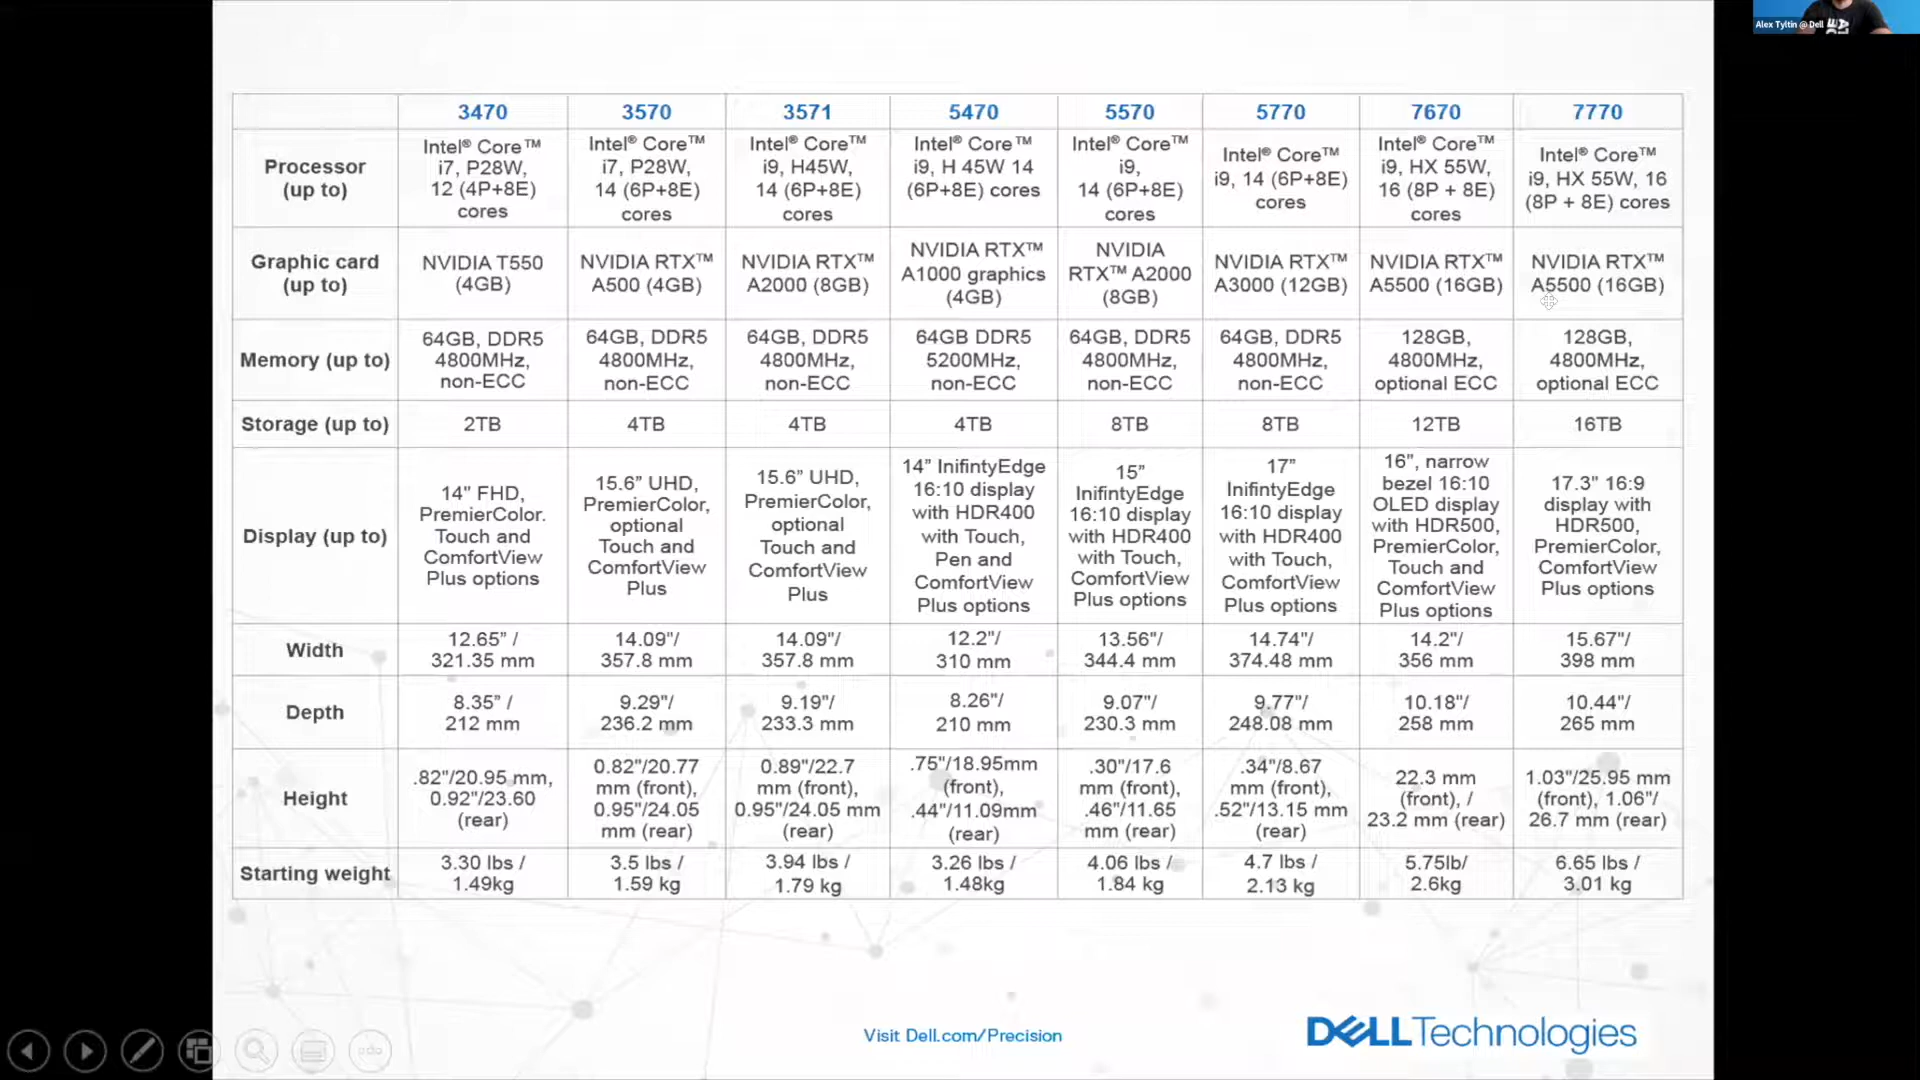 Alex Tyltin @ Dell
3470 3570 3571 5470 5570 5770 7670 7770
Processor
(up to)
Intel® Core™
i7, P28W,
12 (4P+8E)
cores
Intel® Core™
i7, P28W,
14 (6P+8E)
cores
Intel® Core™
i9, H45W,
14 (6P+8E)
cores
Intel® Core™
i9, H 45W 14
(6P+8E) cores
Intel® Core™
i9,
14 (6P+8E)
cores
Intel® Core™
i9, 14 (6P+8E)
cores
Intel® Core™
i9, HX 55W,
16 (8P + 8E)
cores
Intel® Core™
i9, HX 55W, 16
(8P + 8E) cores
Graphic card
(up to)
NVIDIA T550
(4GB)
NVIDIA RTX™
A500 (4GB)
NVIDIA RTX™
A2000 (8GB)
NVIDIA RTX™
A1000 graphics
(4GB)
NVIDIA
RTX™ A2000
(8GB)
NVIDIA RTX™
A3000 (12GB)
NVIDIA RTX™
A5500 (16GB)
NVIDIA RTX™
A5500 (16GB)
Memory (up to)
64GB, DDR5
4800MHz,
non-ECC
64GB, DDR5
4800MHz,
non-ECC
64GB, DDR5
4800MHz,
non-ECC
64GB DDR5
5200MHz,
non-ECC
64GB, DDR5
4800MHz,
non-ECC
64GB, DDR5
4800MHz,
non-ECC
128GB,
4800MHz,
optional ECC
128GB,
4800MHz,
optional ECC
Storage (up to)
2TB
4TB
4TB
4TB
8TB
8TB
12TB
16TB
Display (up to)
14" FHD,
PremierColor.
Touch and
ComfortView
Plus options
15.6” UHD,
PremierColor,
optional
Touch and
ComfortView
Plus
15.6” UHD,
PremierColor,
optional
Touch and
ComfortView
Plus
14” InifintyEdge
16:10 display
with HDR400
with Touch,
Pen and
ComfortView
Plus options
15”
InifintyEdge
16:10 display
with HDR400
with Touch,
ComfortView
Plus options
17”
InifintyEdge
16:10 display
with HDR400
with Touch,
ComfortView
Plus options
16", narrow
bezel 16:10
OLED display
with HDR500,
PremierColor,
Touch and
ComfortView
Plus options
17.3" 16:9
display with
HDR500,
PremierColor,
ComfortView
Plus options
Width
12.65” /
321.35 mm
14.09"/
357.8 mm
14.09"/
357.8 mm
12.2"/
310 mm
13.56"/
344.4 mm
14.74"/
374.48 mm
14.2"/
356 mm
15.67"/
398 mm
Depth
8.35” /
212 mm
9.29"/
236.2 mm
9.19"/
233.3 mm
8.26"/
210 mm
9.07"/
230.3 mm
9.77"/
248.08 mm
10.18"/
258 mm
10.44"/
265 mm
Height
.82"/20.95 mm,
0.92"/23.60
(rear)
0.82"/20.77
mm (front),
0.95"/24.05
mm (rear)
0.89"/22.7
mm (front),
0.95"/24.05 mm
(rear)
.75"/18.95mm
(front),
.44"/11.09mm
(rear)
.30"/17.6
mm (front),
.46"/11.65
mm (rear)
.34"/8.67
mm (front),
.52"/13.15 mm
(rear)
22.3 mm
(front), /
23.2 mm (rear)
1.03"/25.95 mm
(front), 1.06"/
26.7 mm (rear)
Starting weight
3.30 lbs /
1.49kg
3.5 lbs /
1.59 kg
3.94 lbs /
1.79 kg
3.26 lbs /
1.48kg
4.06 lbs /
1.84 kg
4.7 lbs /
2.13 kg
5.75lb/
2.6kg
6.65 lbs /
3.01 kg
Visit Dell.com/Precision
DELL Technologies